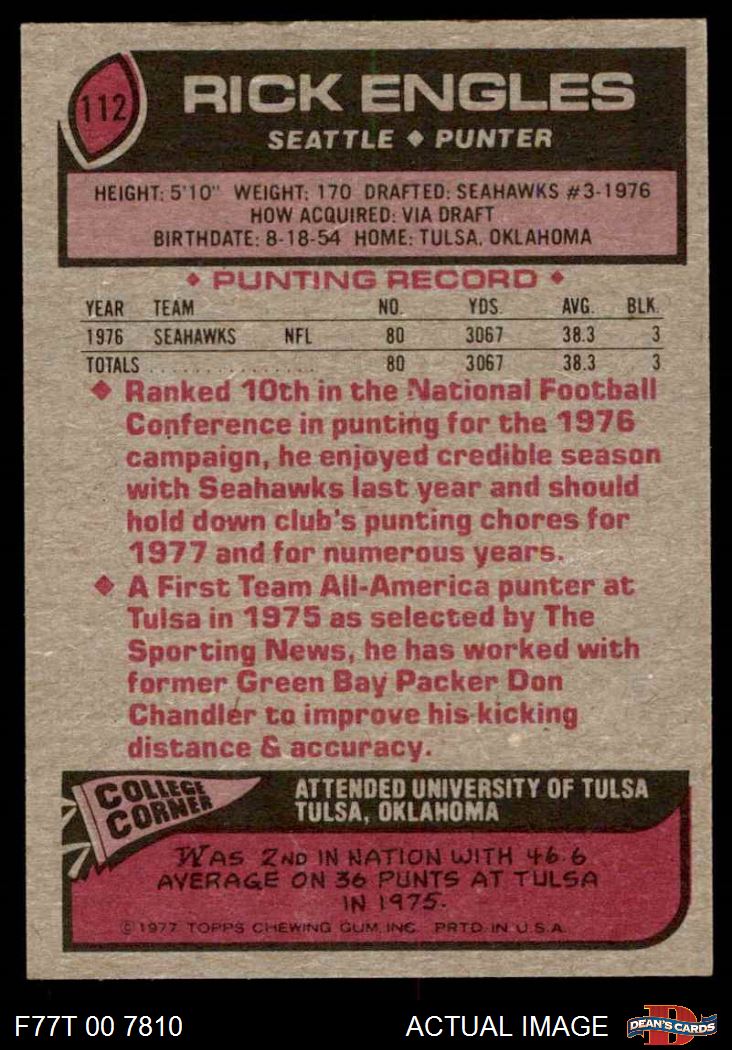 112
RICK ENGLES
SEATTLE ◆ PUNTER
HEIGHT: 5'10" WEIGHT: 170 DRAFTED: SEAHAWKS #3-1976
HOW ACQUIRED: VIA DRAFT
BIRTHDATE: 8-18-54 HOME: TULSA, OKLAHOMA
◆ PUNTING RECORD ◆
YEAR TEAM NO. YDS. AVG. BLK.
1976 SEAHAWKS NFL 80 3067 38.3 3
TOTALS . . . . . . . . . . . . . . . . 80 3067 38.3 3
◆ Ranked 10th in the National Football
Conference in punting for the 1976
campaign, he enjoyed credible season
with Seahawks last year and should
hold down club's punting chores for
1977 and for numerous years.
◆ A First Team All-America punter at
Tulsa in 1975 as selected by The
Sporting News, he has worked with
former Green Bay Packer Don
Chandler to improve his kicking
distance & accuracy.
COLLEGE
CORNER
ATTENDED UNIVERSITY OF TULSA
TULSA, OKLAHOMA
WAS 2ND IN NATION WITH 46.6
AVERAGE ON 36 PUNTS AT TULSA
IN 1975.
© 1977 TOPPS CHEWING GUM, INC. PRTD. IN U.S.A.
F77T 00 7810
ACTUAL IMAGE
D
DEAN'S CARDS